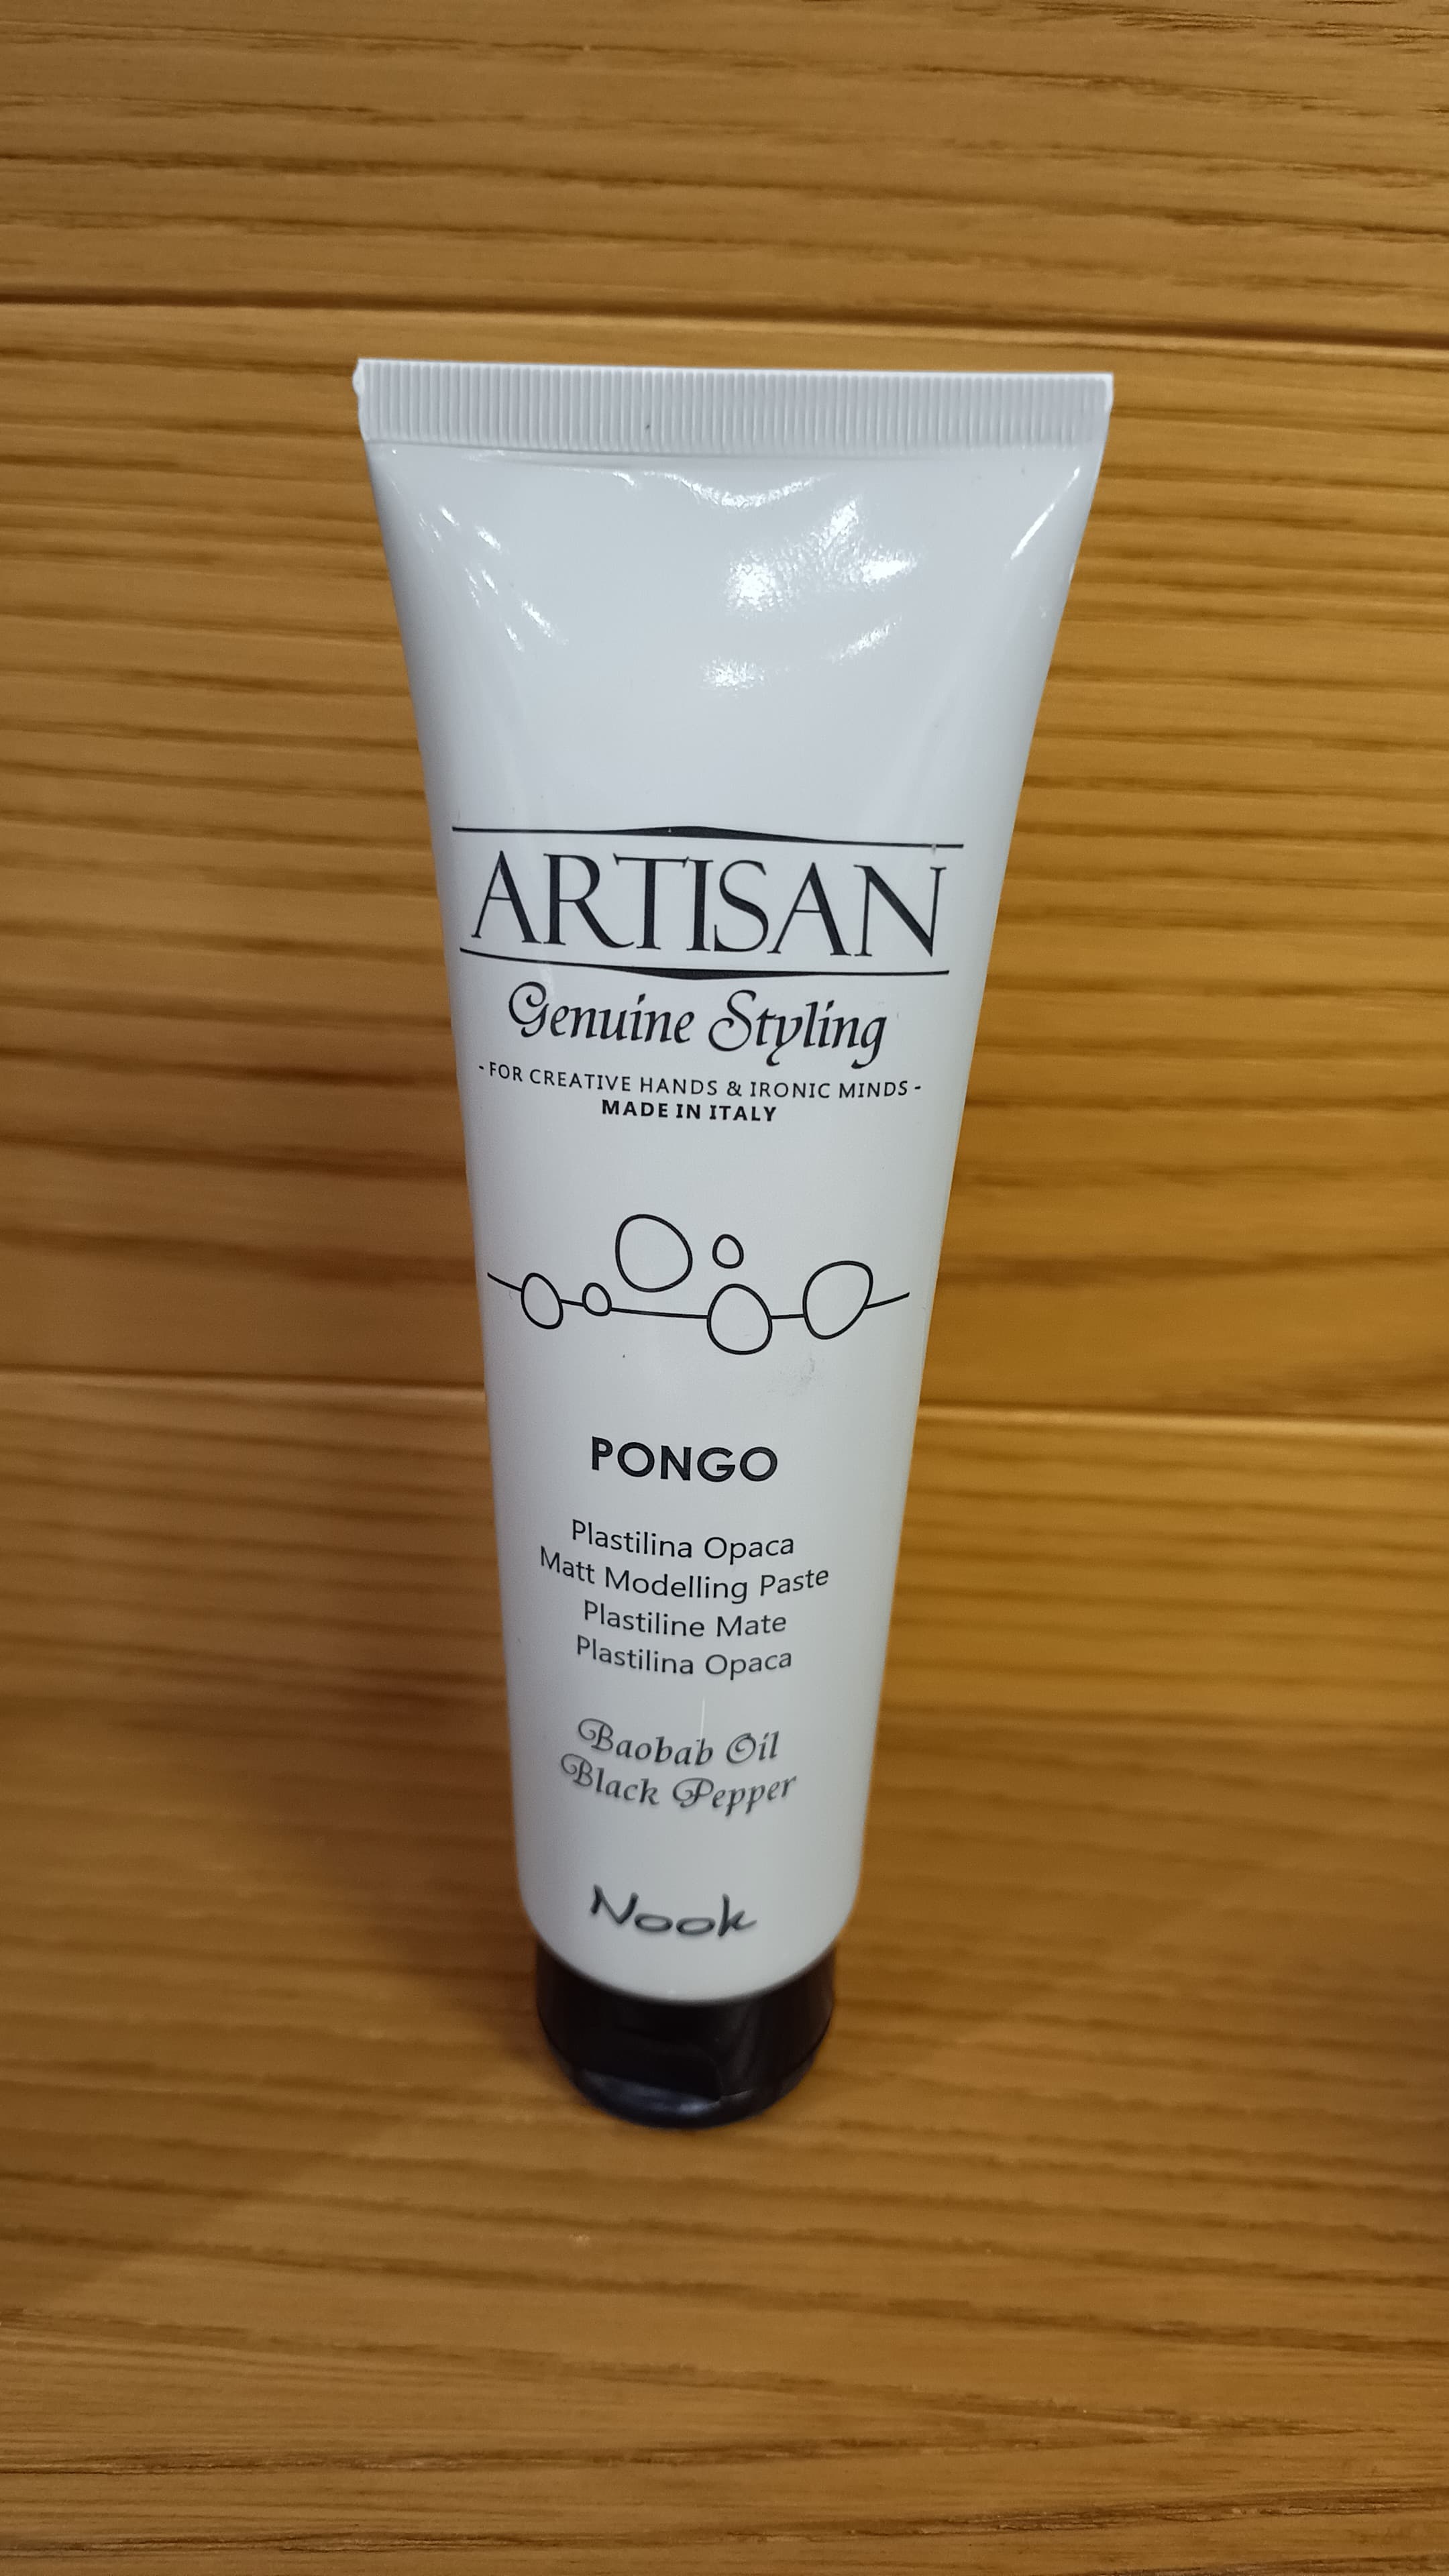 ARTISAN
Genuine Styling
- FOR CREATIVE HANDS & IRONIC MINDS -
MADE IN ITALY
PONGO
Plastilina Opaca
Matt Modelling Paste
Plastiline Mate
Plastilina Opaca
Baobab Oil
Black Pepper
Nook